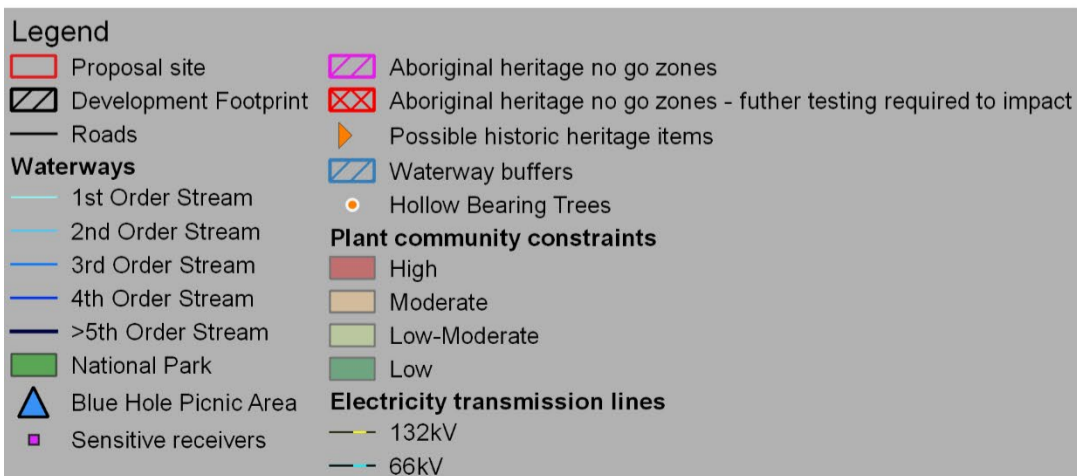 Legend
Proposal site
Development Footprint
Roads
Waterways
1st Order Stream
2nd Order Stream
3rd Order Stream
4th Order Stream
>5th Order Stream
National Park
Blue Hole Picnic Area
Sensitive receivers
Aboriginal heritage no go zones
Aboriginal heritage no go zones - futher testing required to impact
Possible historic heritage items
Waterway buffers
Hollow Bearing Trees
Plant community constraints
High
Moderate
Low-Moderate
Low
Electricity transmission lines
132kV
66kV